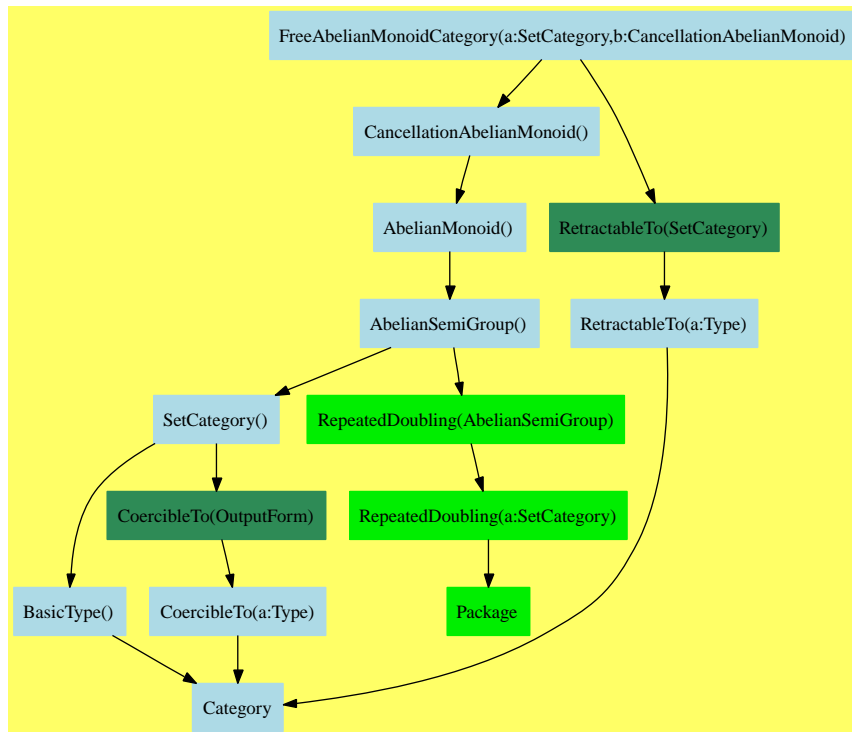 FreeAbelianMonoidCategory(a:SetCategory,b:CancellationAbelianMonoid)
CancellationAbelianMonoid()
AbelianMonoid()
RetractableTo(SetCategory)
AbelianSemiGroup()
RetractableTo(a:Type)
SetCategory()
RepeatedDoubling(AbelianSemiGroup)
CoercibleTo(OutputForm)
RepeatedDoubling(a:SetCategory)
BasicType()
CoercibleTo(a:Type)
Package
Category